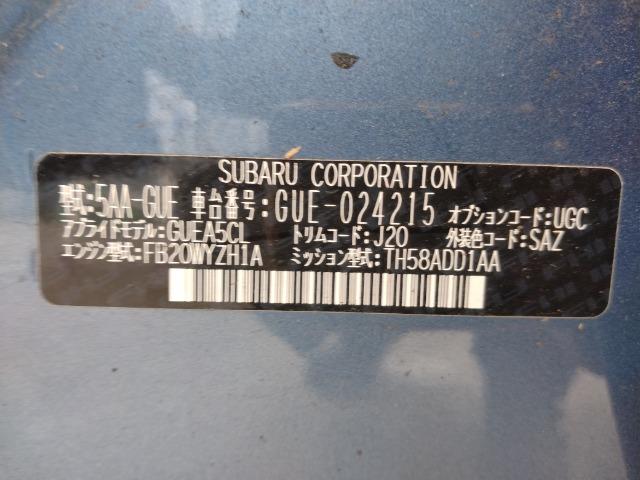 SUBARU CORPORATION
型式:5AA-GUE 車台番号:GUE-024215 オプションコード:UGC
アプライドモデル:GUEA5CL トリムコード:J20 外装色コード:SAZ
エンジン型式:FB20WYZH1A ミッション型式:TH58ADD1AA